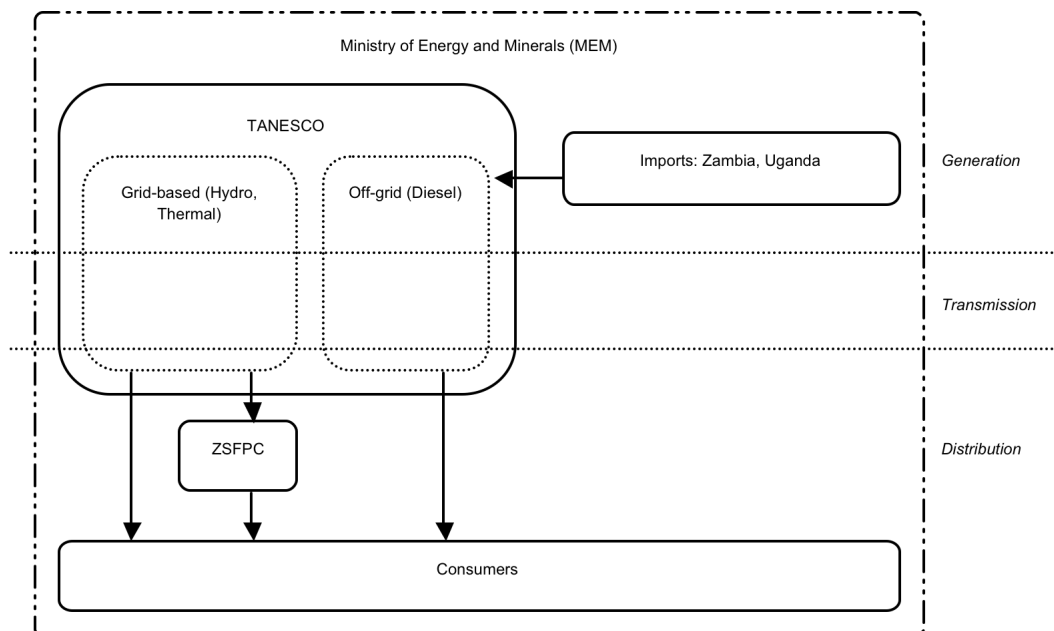 Ministry of Energy and Minerals (MEM)
TANESCO
Imports: Zambia, Uganda
Generation
Grid-based (Hydro,
Thermal)
Off-grid (Diesel)
Transmission
ZSFPC
Distribution
Consumers